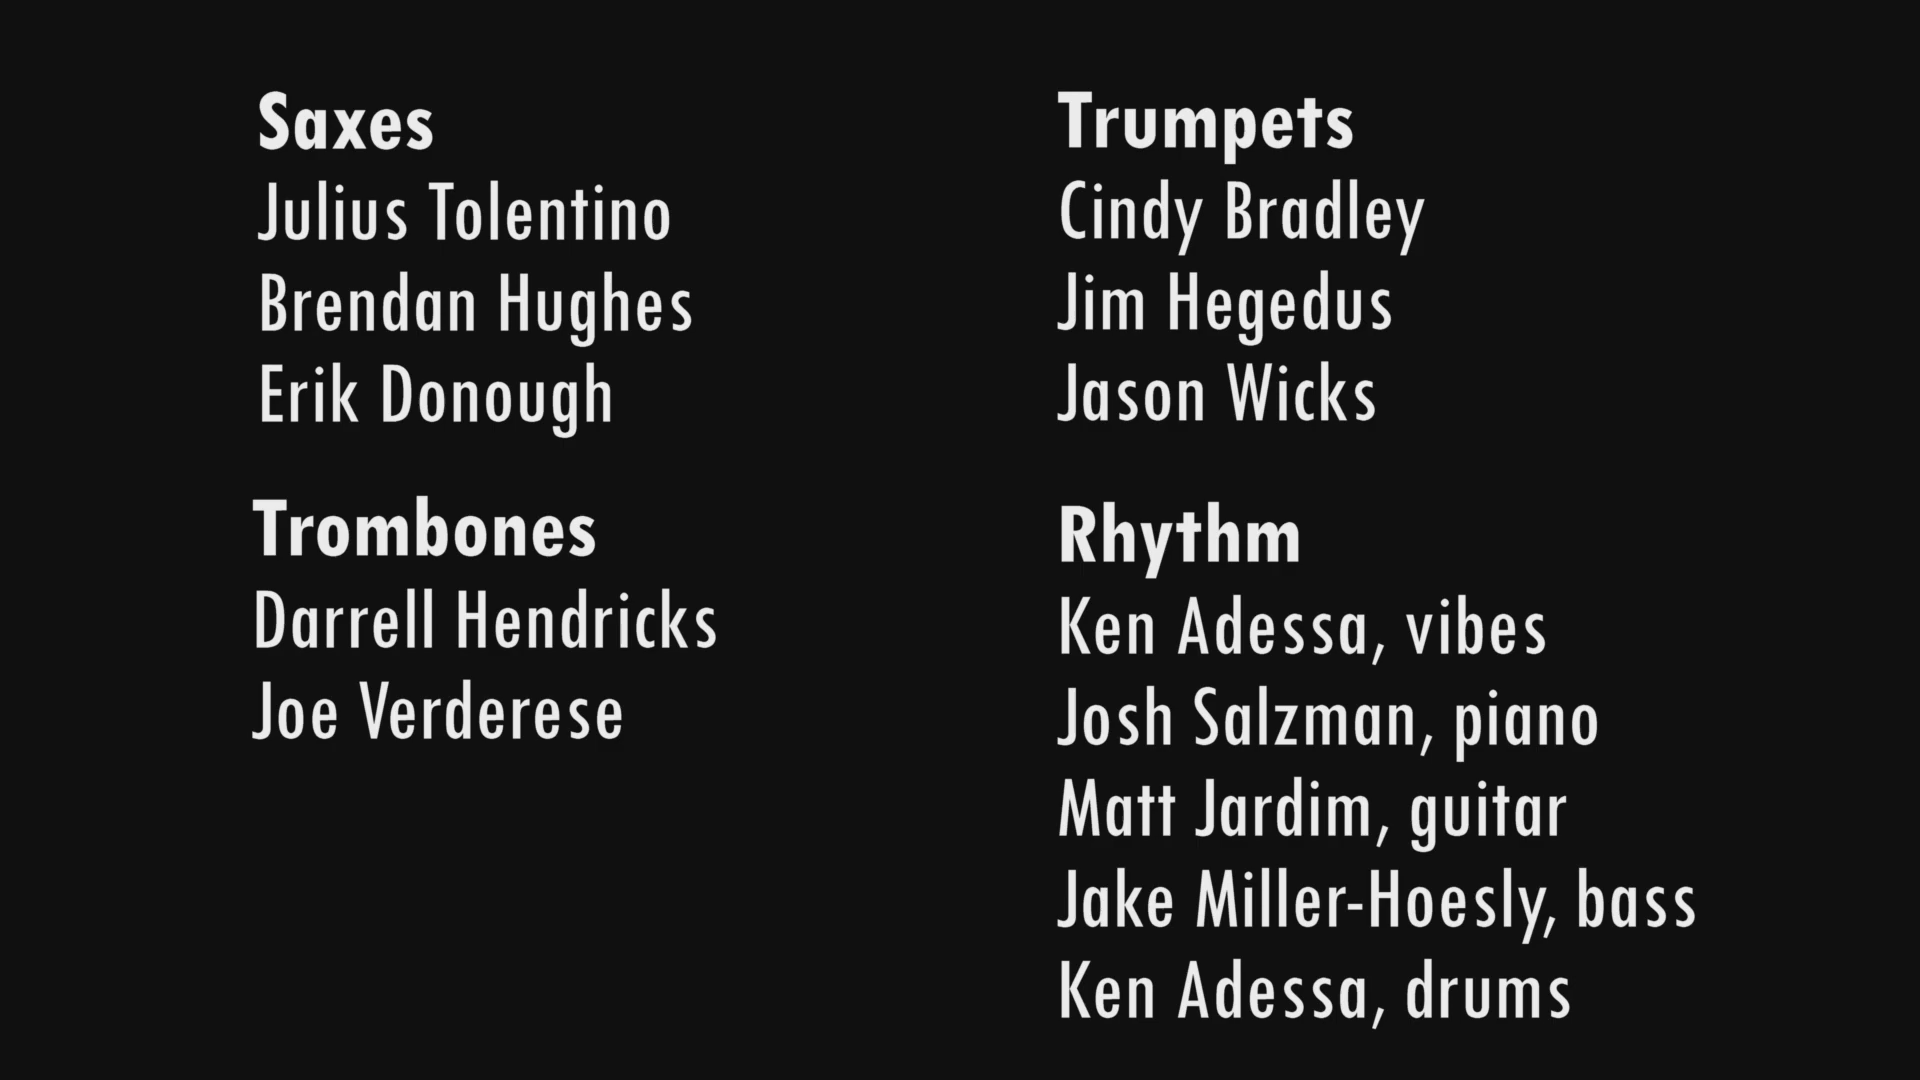 Saxes
Julius Tolentino
Brendan Hughes
Erik Donough
Trombones
Darrell Hendricks
Joe Verderese
Trumpets
Cindy Bradley
Jim Hegedus
Jason Wicks
Rhythm
Ken Adessa, vibes
Josh Salzman, piano
Matt Jardim, guitar
Jake Miller-Hoesly, bass
Ken Adessa, drums